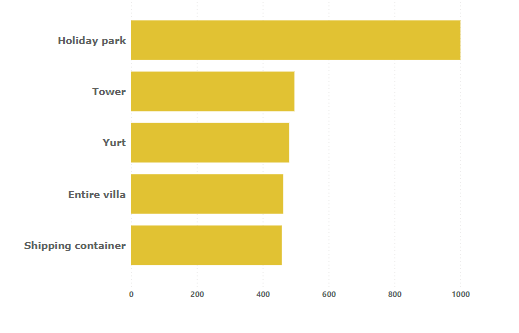 Holiday park
Tower
Yurt
Entire villa
Shipping container
0 200 400 600 800 1000